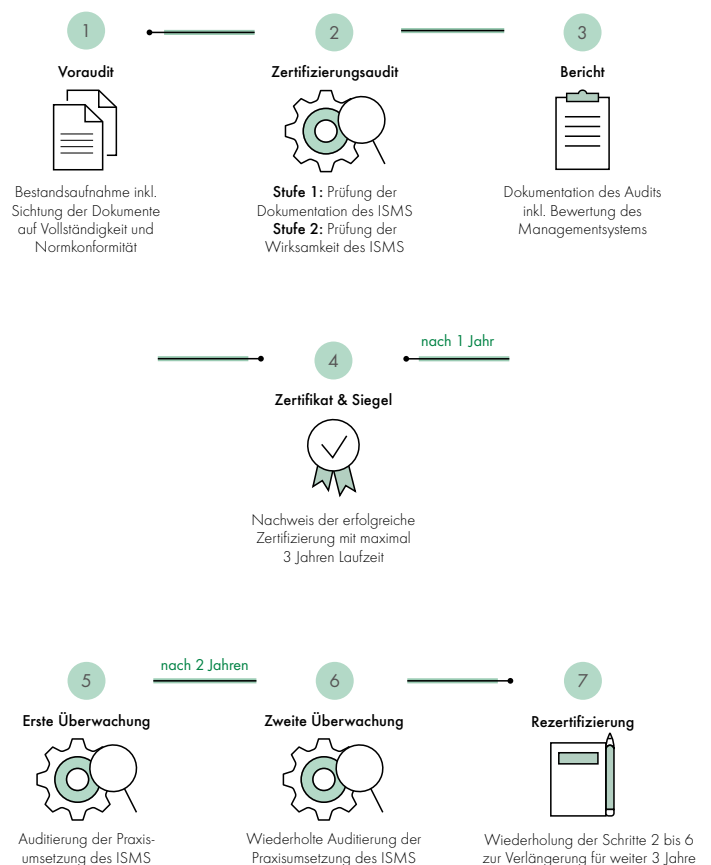 1
Voraudit
Bestandsaufnahme inkl.
Sichtung der Dokumente
auf Vollständigkeit und
Normkonformität
2
Zertifizierungsaudit
Stufe 1: Prüfung der
Dokumentation des ISMS
Stufe 2: Prüfung der
Wirksamkeit des ISMS
3
Bericht
Dokumentation des Audits
inkl. Bewertung des
Managementsystems
4
Zertifikat & Siegel
Nachweis der erfolgreiche
Zertifizierung mit maximal
3 Jahren Laufzeit
nach 1 Jahr
5
Erste Überwachung
Auditierung der Praxis-
umsetzung des ISMS
nach 2 Jahren
6
Zweite Überwachung
Wiederholte Auditierung der
Praxisumsetzung des ISMS
7
Rezertifizierung
Wiederholung der Schritte 2 bis 6
zur Verlängerung für weiter 3 Jahre